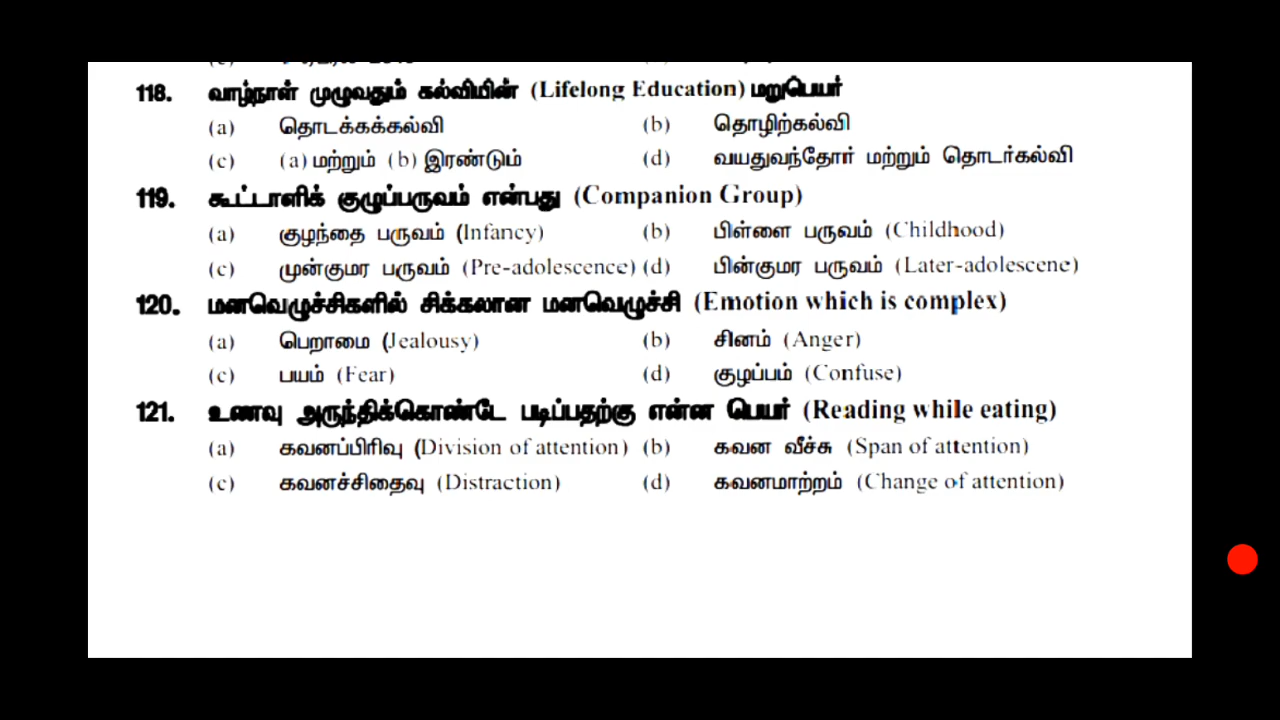 118. வாழ்நாள் முழுவதும் கல்வியின் (Lifelong Education) மறுபெயர்
(a) தொடக்கக்கல்வி (b) தொழிற்கல்வி
(c) (a) மற்றும் (b) இரண்டும் (d) வயதுவந்தோர் மற்றும் தொடர்கல்வி
119. கூட்டாளிக் குழுப்பருவம் என்பது (Companion Group)
(a) குழந்தை பருவம் (Infancy) (b) பிள்ளை பருவம் (Childhood)
(c) முன்குமர பருவம் (Pre-adolescence) (d) பின்குமர பருவம் (Later-adolescene)
120. மனவெழுச்சிகளில் சிக்கலான மனவெழுச்சி (Emotion which is complex)
(a) பெறாமை (Jealousy) (b) சினம் (Anger)
(c) பயம் (Fear) (d) குழப்பம் (Confuse)
121. உணவு அருந்திக்கொண்டே படிப்பதற்கு என்ன பெயர் (Reading while eating)
(a) கவனப்பிரிவு (Division of attention) (b) கவன வீச்சு (Span of attention)
(c) கவனச்சிதைவு (Distraction) (d) கவனமாற்றம் (Change of attention)